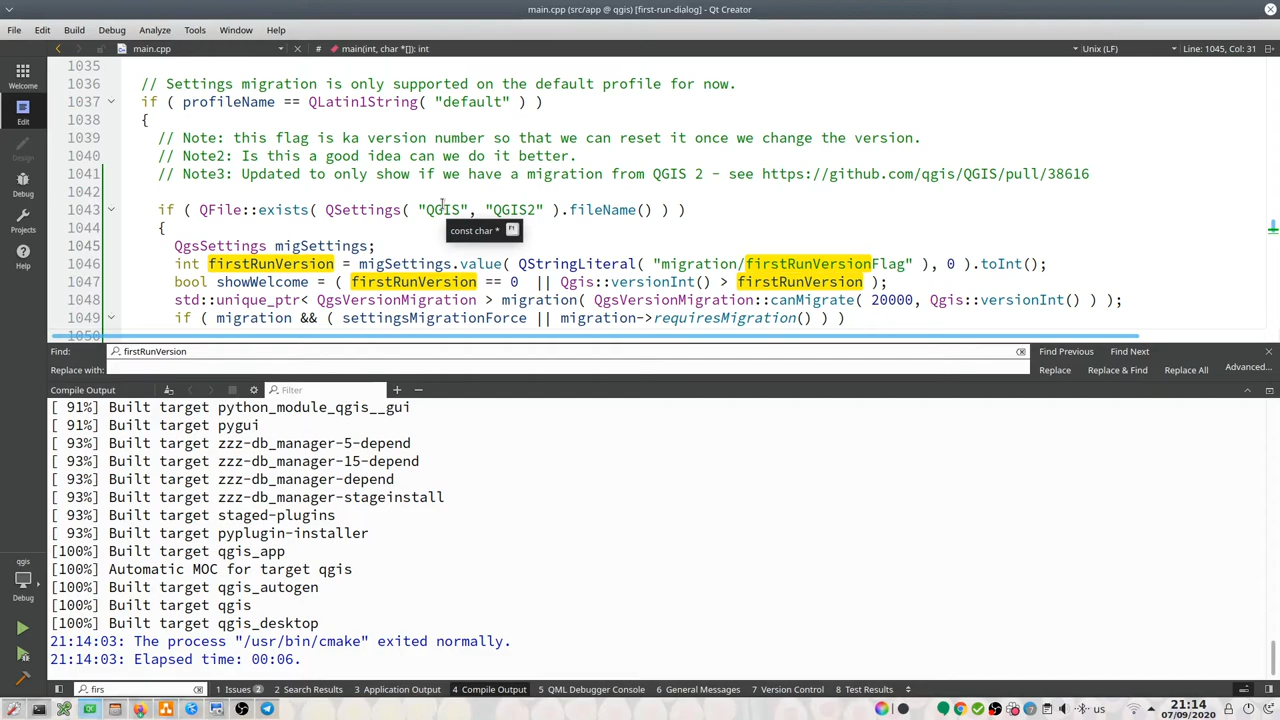 main.cpp (src/app @ qgis) [first-run-dialog] - Qt Creator
File Edit Build Debug Analyze Tools Window Help
main.cpp # main(int, char *[]): int Unix (LF) Line: 1045, Col: 31
1035
1036 // Settings migration is only supported on the default profile for now.
1037 if ( profileName == QLatin1String( "default" ) )
1038 {
1039 // Note: this flag is ka version number so that we can reset it once we change the version.
1040 // Note2: Is this a good idea can we do it better.
1041 // Note3: Updated to only show if we have a migration from QGIS 2 - see https://github.com/qgis/QGIS/pull/38616
1042
1043 if ( QFile::exists( QSettings( "QGIS", "QGIS2" ).fileName() ) )
const char * F1
1044 {
1045 QgsSettings migSettings;
1046 int firstRunVersion = migSettings.value( QStringLiteral( "migration/firstRunVersionFlag" ), 0 ).toInt();
1047 bool showWelcome = ( firstRunVersion == 0 || Qgis::versionInt() > firstRunVersion );
1048 std::unique_ptr< QgsVersionMigration > migration( QgsVersionMigration::canMigrate( 20000, Qgis::versionInt() ) );
1049 if ( migration && ( settingsMigrationForce || migration->requiresMigration() ) )
1050
Welcome
Edit
Design
Debug
Projects
Help
qgis
Debug
Find: firstRunVersion Find Previous Find Next
Replace with: Replace Replace & Find Replace All Advanced...
Compile Output Filter
[ 91%] Built target python_module_qgis__gui
[ 91%] Built target pygui
[ 93%] Built target zzz-db_manager-5-depend
[ 93%] Built target zzz-db_manager-15-depend
[ 93%] Built target zzz-db_manager-depend
[ 93%] Built target zzz-db_manager-stageinstall
[ 93%] Built target staged-plugins
[ 93%] Built target pyplugin-installer
[100%] Built target qgis_app
[100%] Automatic MOC for target qgis
[100%] Built target qgis_autogen
[100%] Built target qgis
[100%] Built target qgis_desktop
21:14:03: The process "/usr/bin/cmake" exited normally.
21:14:03: Elapsed time: 00:06.
firs 1 Issues 2 2 Search Results 3 Application Output 4 Compile Output 5 QML Debugger Console 6 General Messages 7 Version Control 8 Test Results
us 21:14
07/09/2020